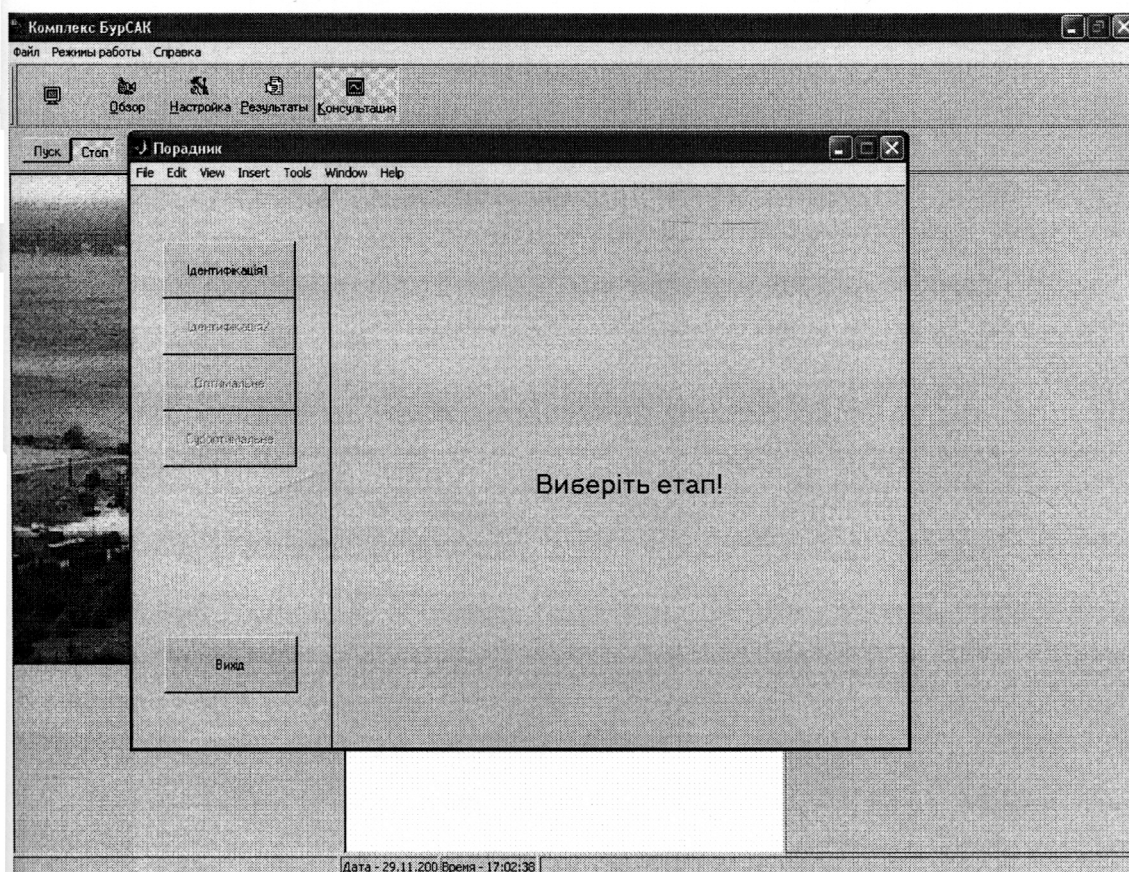 Комплекс БурСАК
Файл Режимы работы Справка
Обзор Настройка Результаты Консультация
Пуск Стоп
Порадник
File Edit View Insert Tools Window Help
Ідентифікація1
Ідентифікація2
Оптимальне
Субоптимальне
Виберіть етап!
Вихід
Дата - 29.11.200 Время - 17:02:38